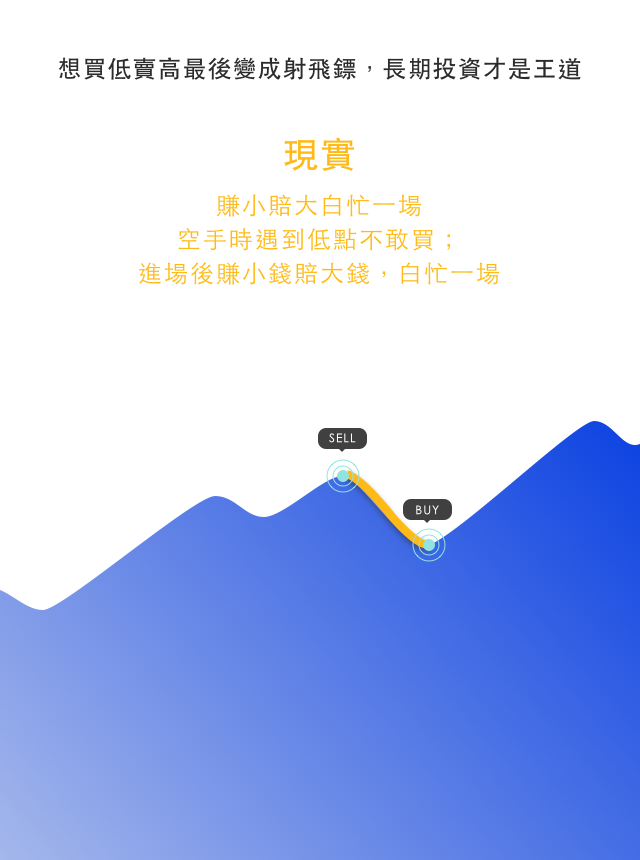 想買低賣高最後變成射飛鏢，長期投資才是王道
現實
賺小賠大白忙一場
空手時遇到低點不敢買；
進場後賺小錢賠大錢，白忙一場
SELL
BUY